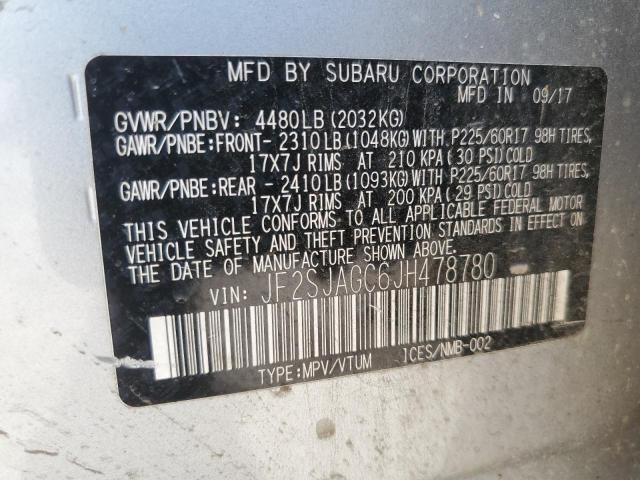 MFD BY SUBARU CORPORATION
MFD IN 09/17
GVWR/PNBV: 4480LB (2032KG)
GAWR/PNBE:FRONT- 2310LB (1048KG) WITH P225/60R17 98H TIRES,
17X7J RIMS AT 210 KPA (30 PSI) COLD
GAWR/PNBE:REAR - 2410LB (1093KG) WITH P225/60R17 98H TIRES,
17X7J RIMS AT 200 KPA (29 PSI) COLD
THIS VEHICLE CONFORMS TO ALL APPLICABLE FEDERAL MOTOR
VEHICLE SAFETY AND THEFT PREVENTION STANDARDS IN EFFECT ON
THE DATE OF MANUFACTURE SHOWN ABOVE.
VIN: JF2SJAGC6JH478780
TYPE:MPV/VTUM ICES/NMB-002